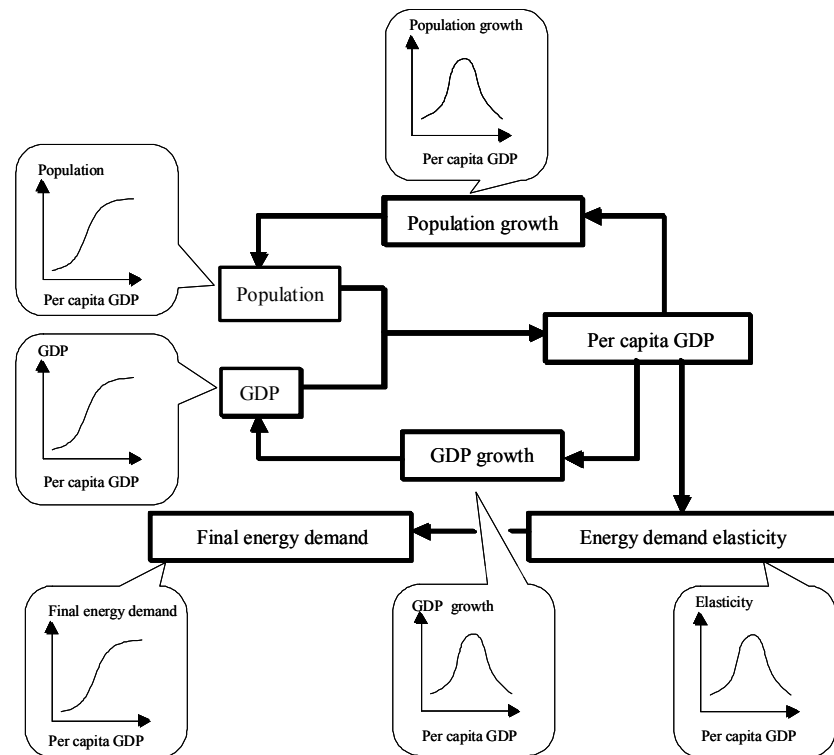 Population growth
Per capita GDP
Population
Per capita GDP
Population growth
Population
Per capita GDP
GDP
Per capita GDP
GDP
GDP growth
Final energy demand
Energy demand elasticity
Final energy demand
Per capita GDP
GDP growth
Per capita GDP
Elasticity
Per capita GDP